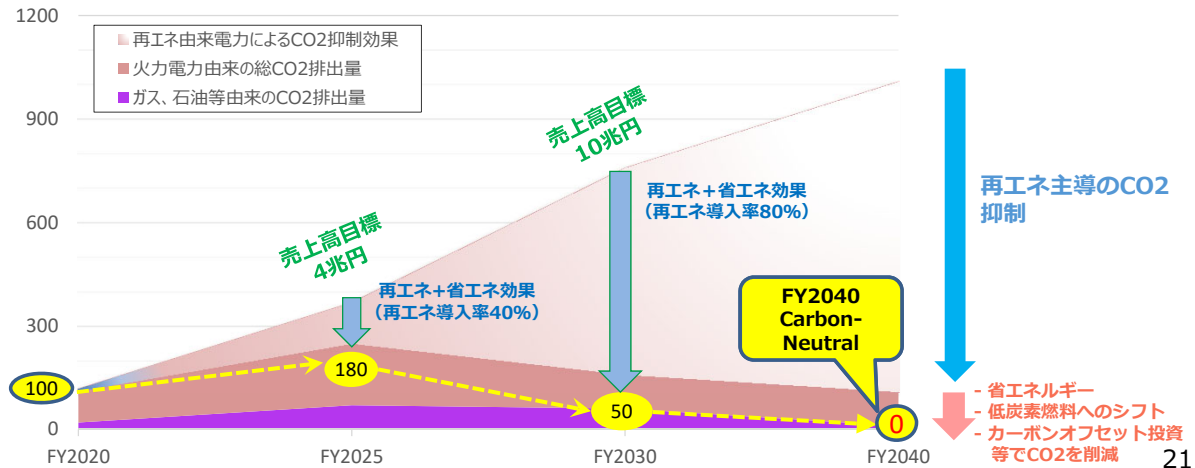 1200
900
600
300
0
再エネ由来電力によるCO2抑制効果
火力電力由来の総CO2排出量
ガス、石油等由来のCO2排出量
売上高目標
4兆円
売上高目標
10兆円
再エネ+省エネ効果
（再エネ導入率40%）
再エネ＋省エネ効果
（再エネ導入率80%）
100
180
50
0
FY2040
Carbon-
Neutral
再エネ主導のCO2
抑制
- 省エネルギー
- 低炭素燃料へのシフト
- カーボンオフセット投資
等でCO2を削減
FY2020
FY2025
FY2030
FY2040
21